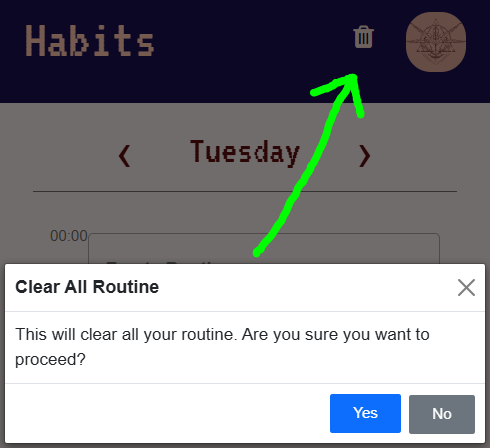 Habits
Tuesday
00:00
Clear All Routine
This will clear all your routine. Are you sure you want to
proceed?
Yes
No